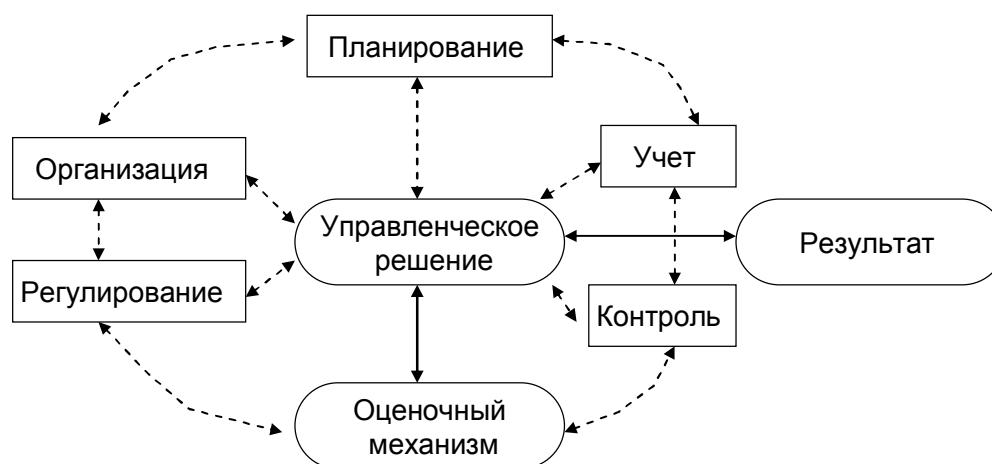 Планирование
Организация
Учет
Управленческое
решение
Результат
Регулирование
Контроль
Оценочный
механизм